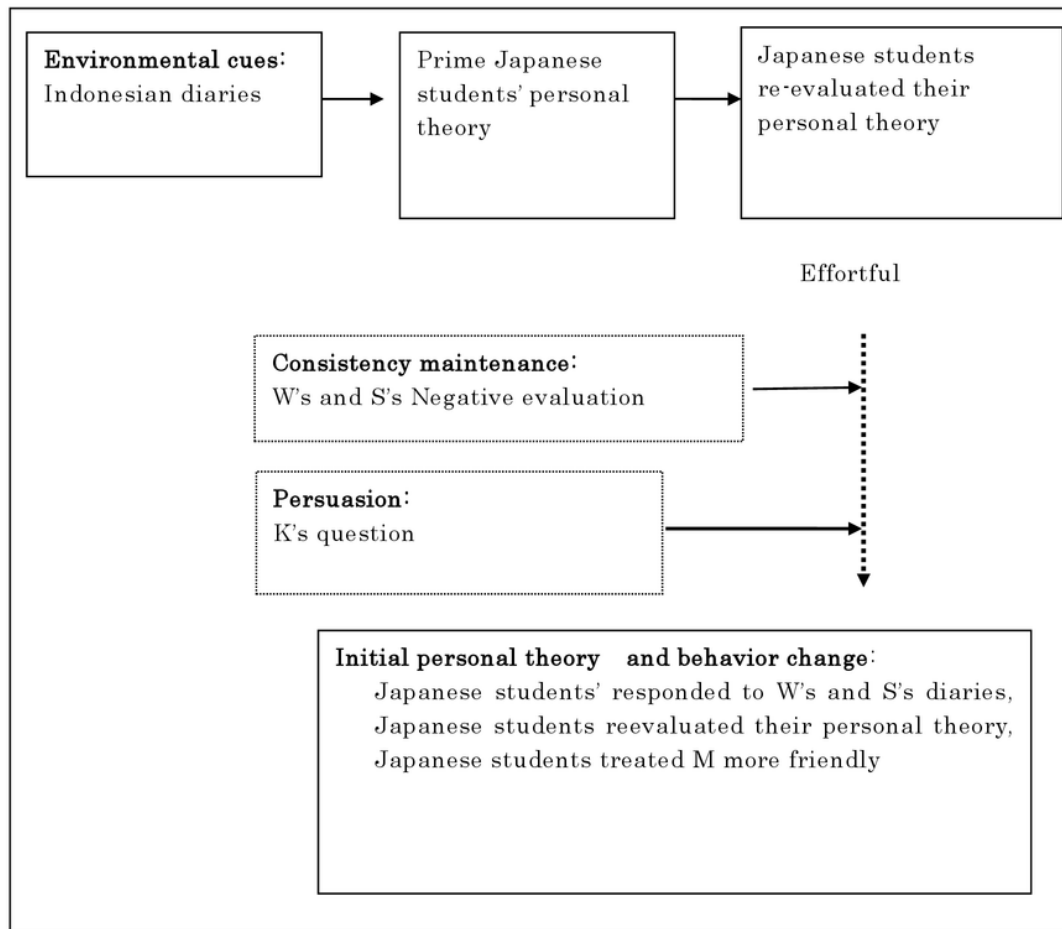 Environmental cues:
Indonesian diaries
Prime Japanese
students’ personal
theory
Japanese students
re-evaluated their
personal theory
Effortful
Consistency maintenance:
W’s and S’s Negative evaluation
Persuasion:
K’s question
Initial personal theory and behavior change:
Japanese students’ responded to W’s and S’s diaries,
Japanese students reevaluated their personal theory,
Japanese students treated M more friendly